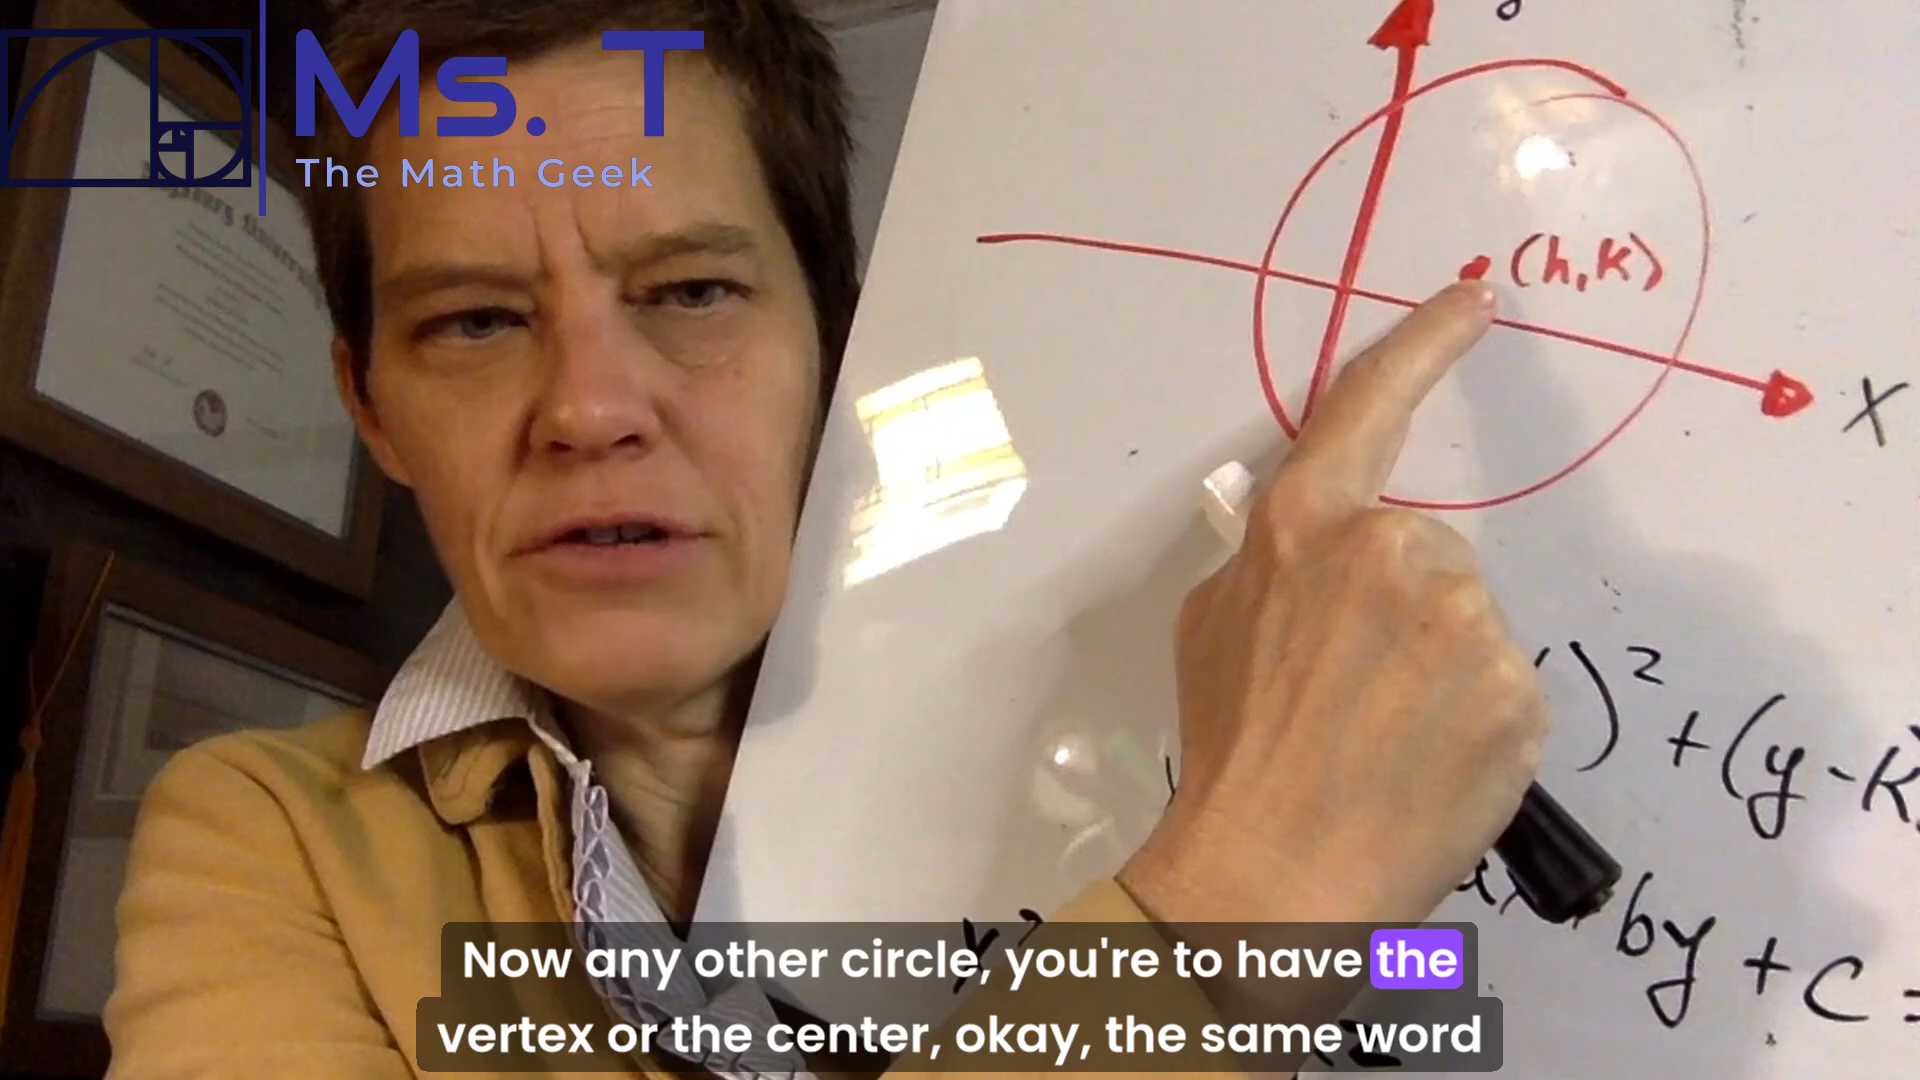 Ms. T
The Math Geek
y
(h,k)
X
)² + (y-k
by + c =
x²
Now any other circle, you're to have the
vertex or the center, okay, the same word